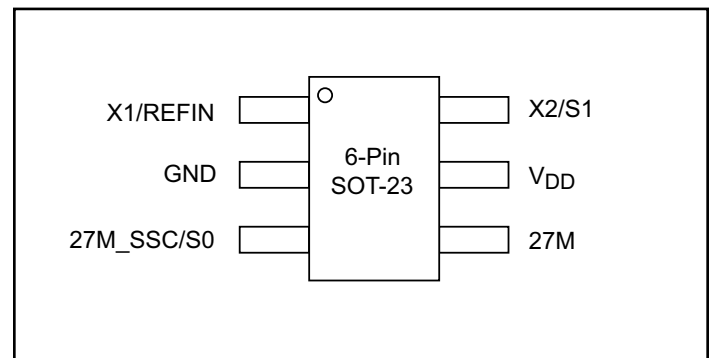 X1/REFIN
GND
27M_SSC/S0
6-Pin
SOT-23
X2/S1
VDD
27M